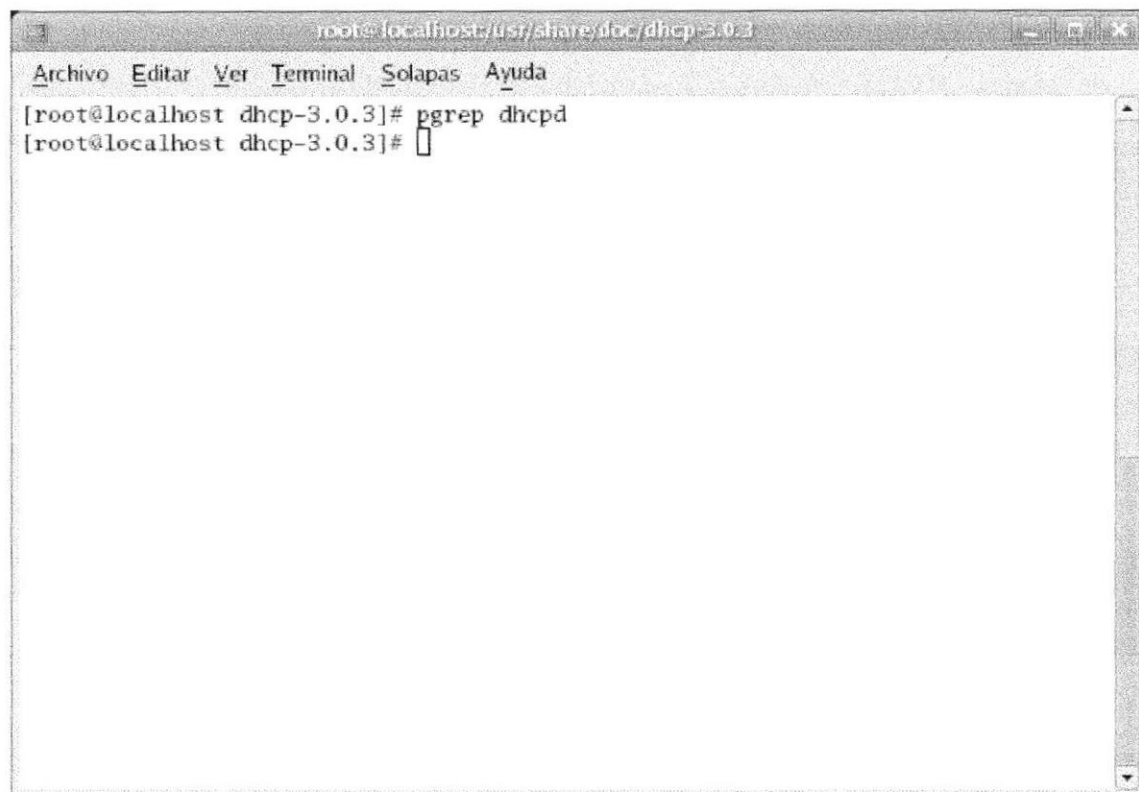 root@localhost:/usr/share/doc/dhcp-3.0.3
Archivo Editar Ver Terminal Solapas Ayuda
[root@localhost dhcp-3.0.3]# pgrep dhcpd
[root@localhost dhcp-3.0.3]#